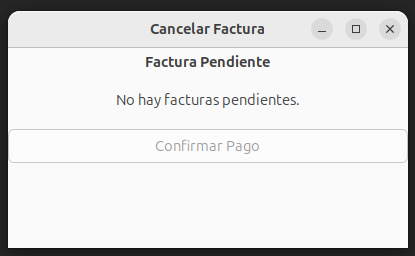 Cancelar Factura
Factura Pendiente
No hay facturas pendientes.
Confirmar Pago